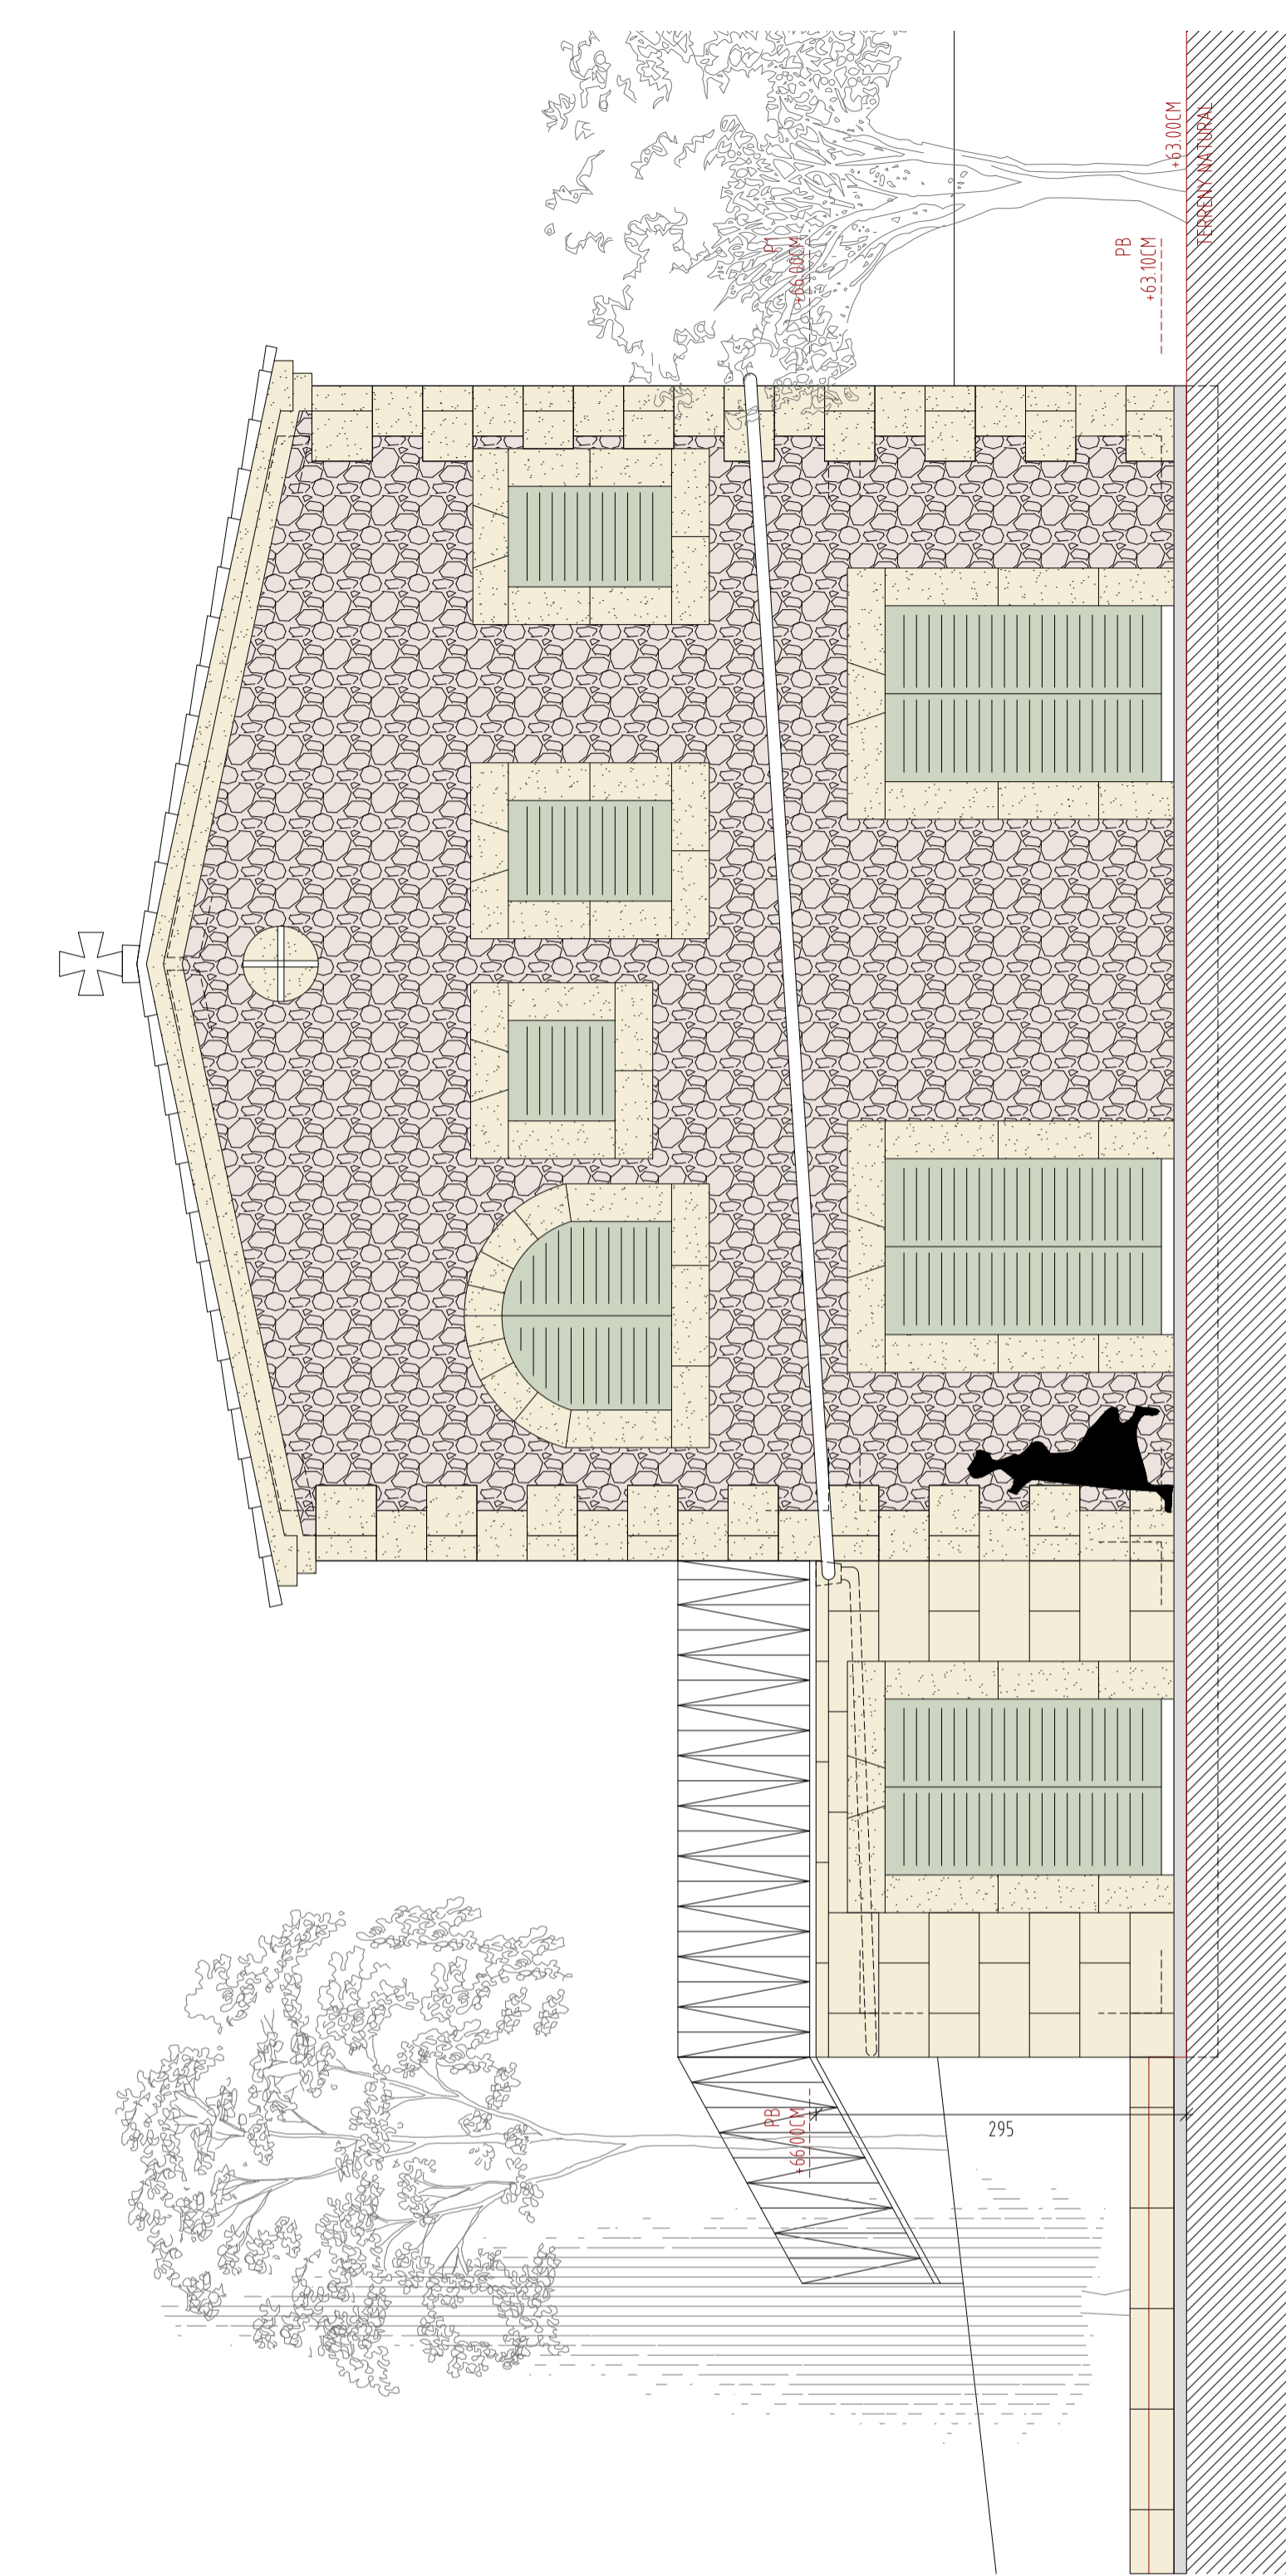 P1
+66.00CM
PB
+63.10CM
+63.00CM
TERRENY NATURAL
PB
+66.00CM
295